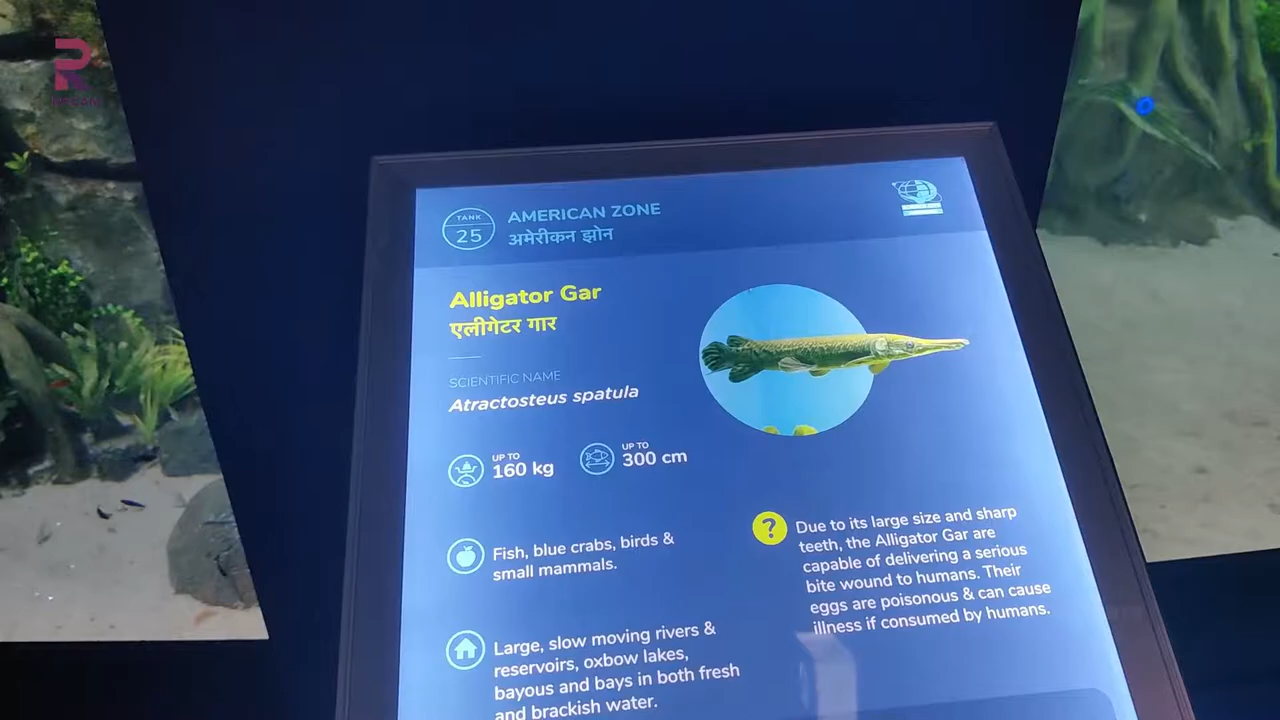 TANK
25
AMERICAN ZONE
अमेरीकन झोन
Alligator Gar
एलीगेटर गार
SCIENTIFIC NAME
Atractosteus spatula
UP TO
160 kg
UP TO
300 cm
Fish, blue crabs, birds &
small mammals.
Large, slow moving rivers &
reservoirs, oxbow lakes,
bayous and bays in both fresh
and brackish water.
?
Due to its large size and sharp
teeth, the Alligator Gar are
capable of delivering a serious
bite wound to humans. Their
eggs are poisonous & can cause
illness if consumed by humans.